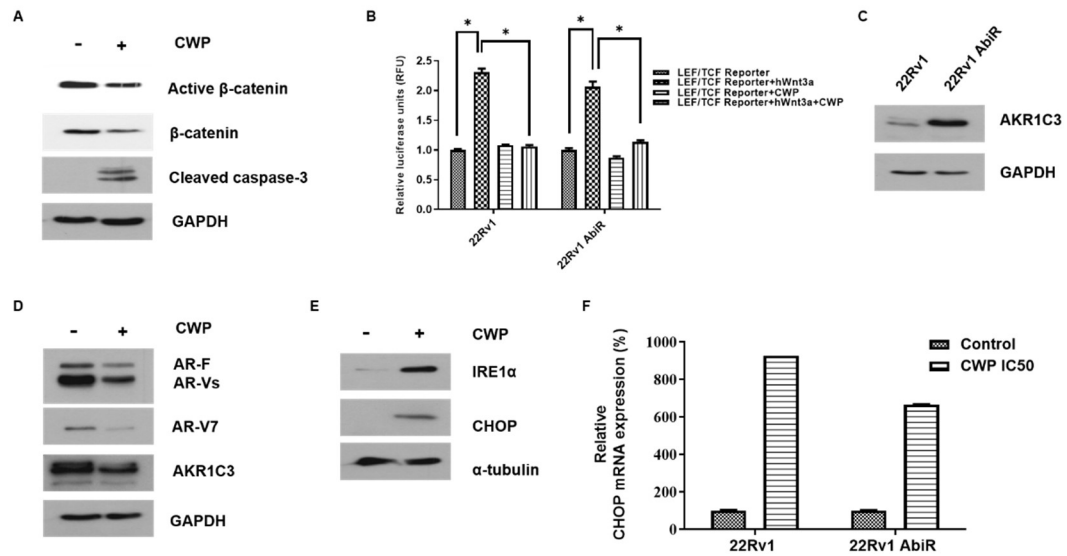 A
- + CWP
Active β-catenin
β-catenin
Cleaved caspase-3
GAPDH
B
* * * *
Relative luciferase units (RFU)
2.5
2.0
1.5
1.0
0.5
0.0
22Rv1
22Rv1 AbiR
LEF/TCF Reporter
LEF/TCF Reporter+hWnt3a
LEF/TCF Reporter+CWP
LEF/TCF Reporter+hWnt3a+CWP
C
22Rv1
22Rv1 AbiR
AKR1C3
GAPDH
D
- + CWP
AR-F
AR-Vs
AR-V7
AKR1C3
GAPDH
E
- + CWP
IRE1α
CHOP
α-tubulin
F
Relative
CHOP mRNA expression (%)
1000
800
600
400
200
0
22Rv1
22Rv1 AbiR
Control
CWP IC50